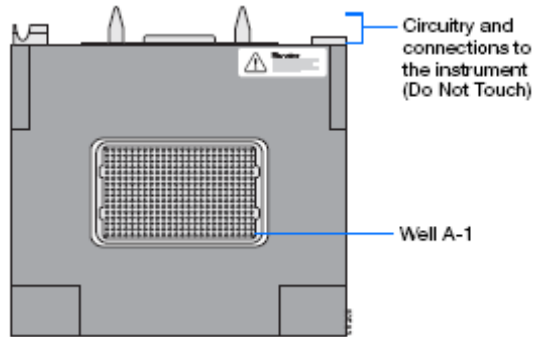 Circuitry and
connections to
the instrument
(Do Not Touch)
Well A-1